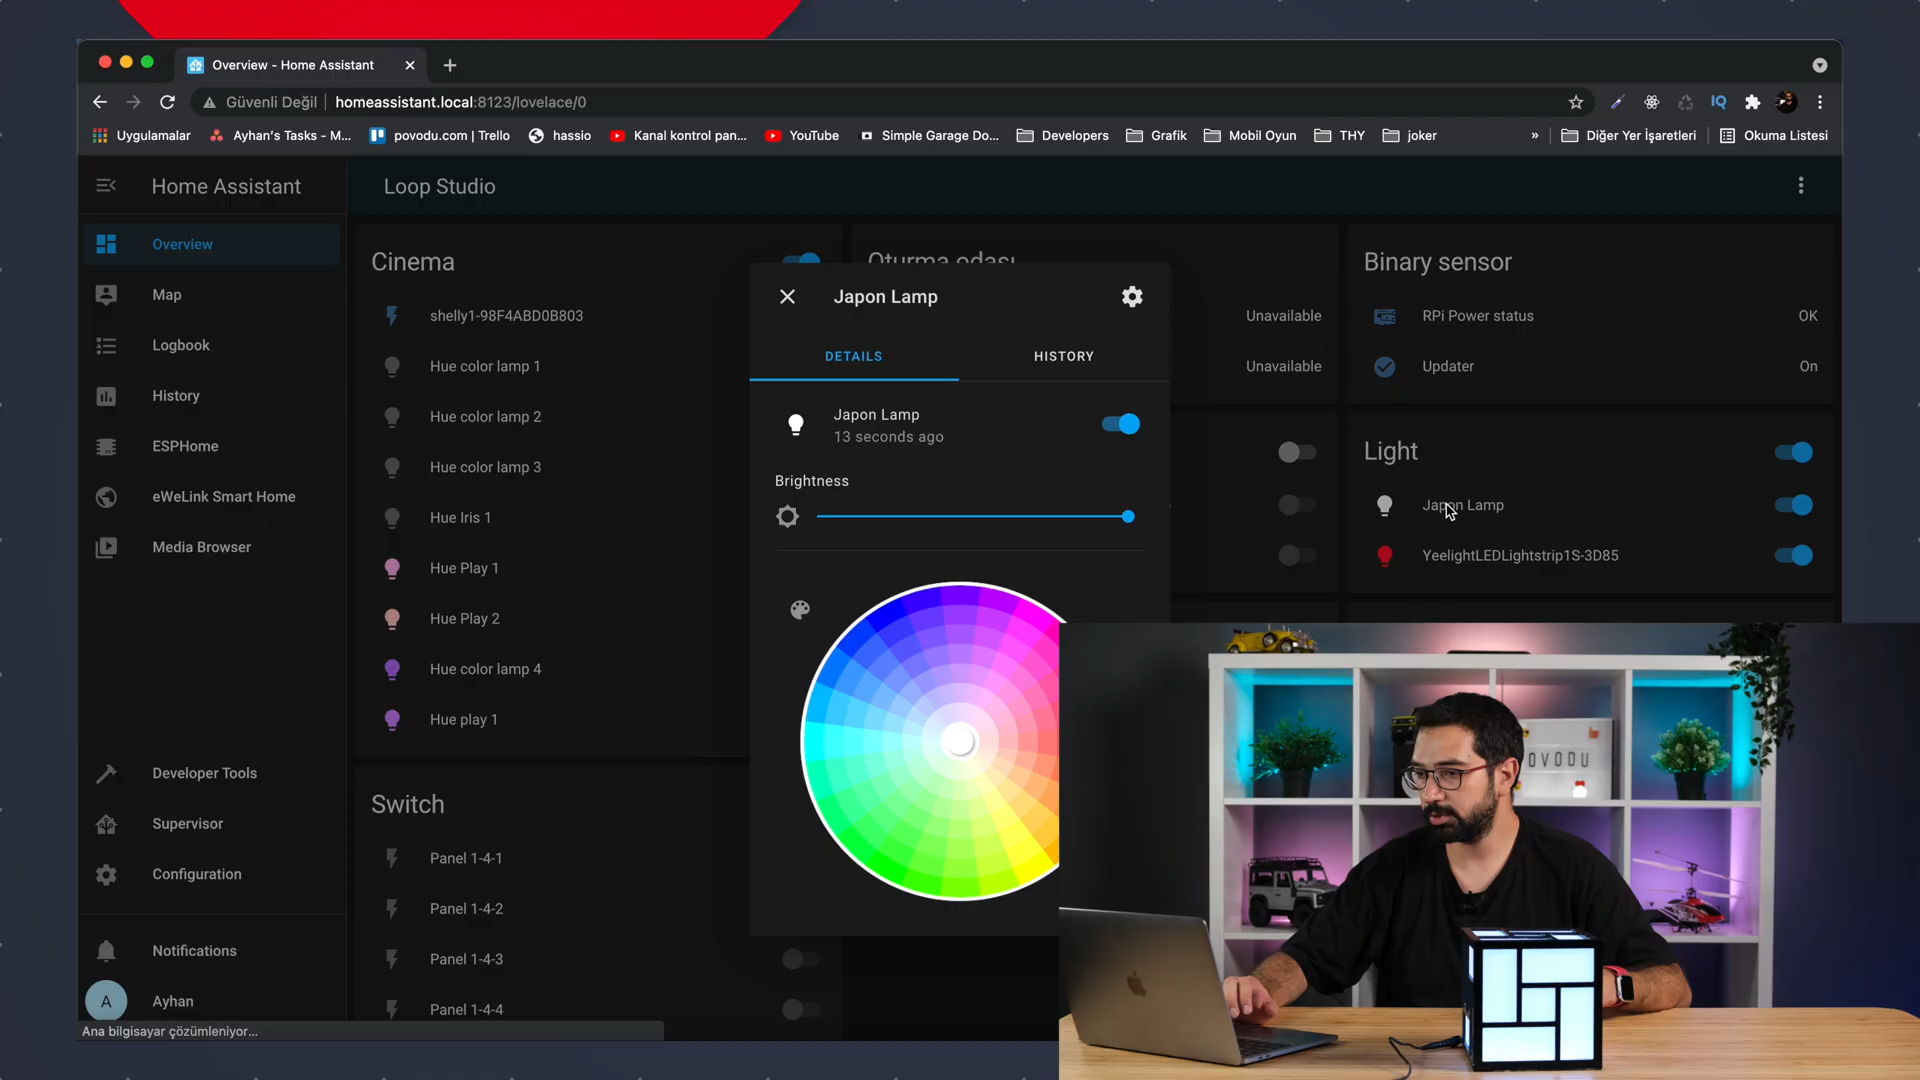 Overview - Home Assistant
Güvenli Değil
homeassistant.local:8123/lovelace/0
IQ
Uygulamalar
Ayhan's Tasks - M...
povodu.com | Trello
hassio
Kanal kontrol pan...
YouTube
Simple Garage Do...
Developers
Grafik
Mobil Oyun
THY
joker
»
Diğer Yer İşaretleri
Okuma Listesi
Home Assistant
Loop Studio
Overview
Map
Logbook
History
ESPHome
eWeLink Smart Home
Media Browser
Developer Tools
Supervisor
Configuration
Notifications
A
Ayhan
Ana bilgisayar çözümleniyor...
Cinema
shelly1-98F4ABD0B803
Hue color lamp 1
Hue color lamp 2
Hue color lamp 3
Hue Iris 1
Hue Play 1
Hue Play 2
Hue color lamp 4
Hue play 1
Switch
Panel 1-4-1
Panel 1-4-2
Panel 1-4-3
Panel 1-4-4
Oturma odası
Unavailable
Unavailable
Japon Lamp
DETAILS
HISTORY
Japon Lamp
13 seconds ago
Brightness
Binary sensor
RPi Power status
OK
Updater
On
Light
Japon Lamp
YeelightLEDLightstrip1S-3D85
OVODU